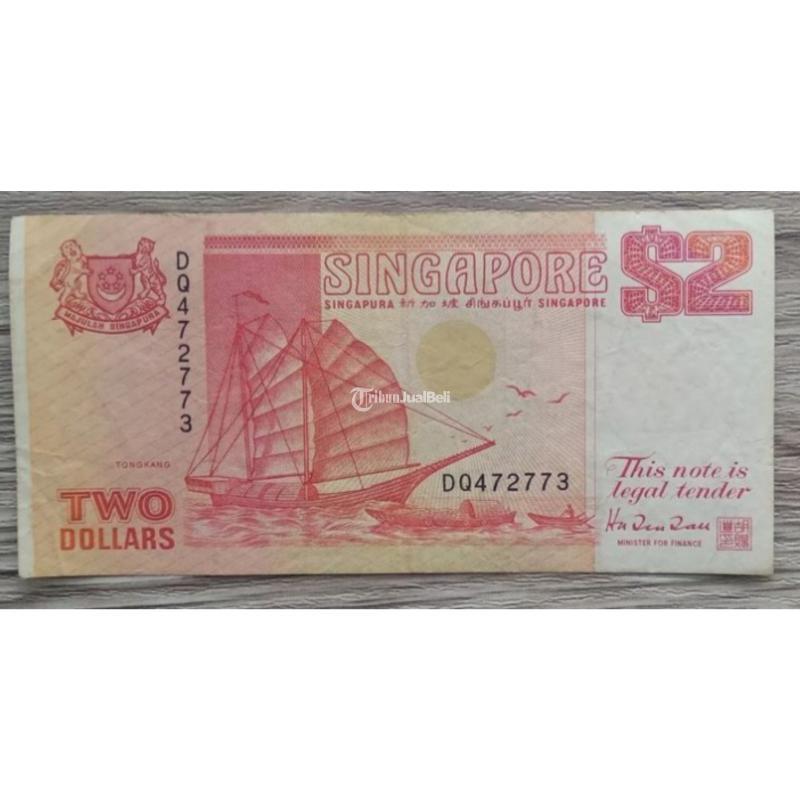 SINGAPORE
SINGAPURA 新加坡 சிங்கப்பூர் SINGAPORE
$2
MAJULAH SINGAPURA
DQ472773
TribunJualBeli
TONGKANG
DQ472773
This note is
legal tender
TWO
DOLLARS
MINISTER FOR FINANCE